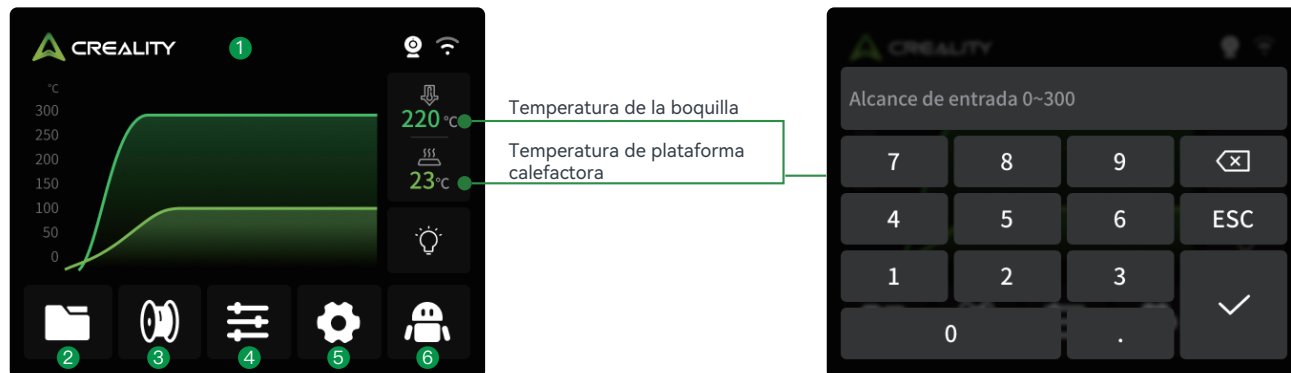 CREALITY
1
°C
300
250
200
150
100
50
0
220 °C
23°C
2
3
4
5
6
Temperatura de la boquilla
Temperatura de plataforma
calefactora
CREALITY
Alcance de entrada 0~300
7 8 9
4 5 6 ESC
1 2 3
0 .